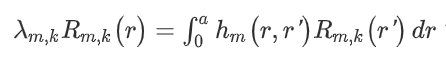 λ_{m,k} R_{m,k}(r) = ∫_0^a h_m(r, r') R_{m,k}(r') dr